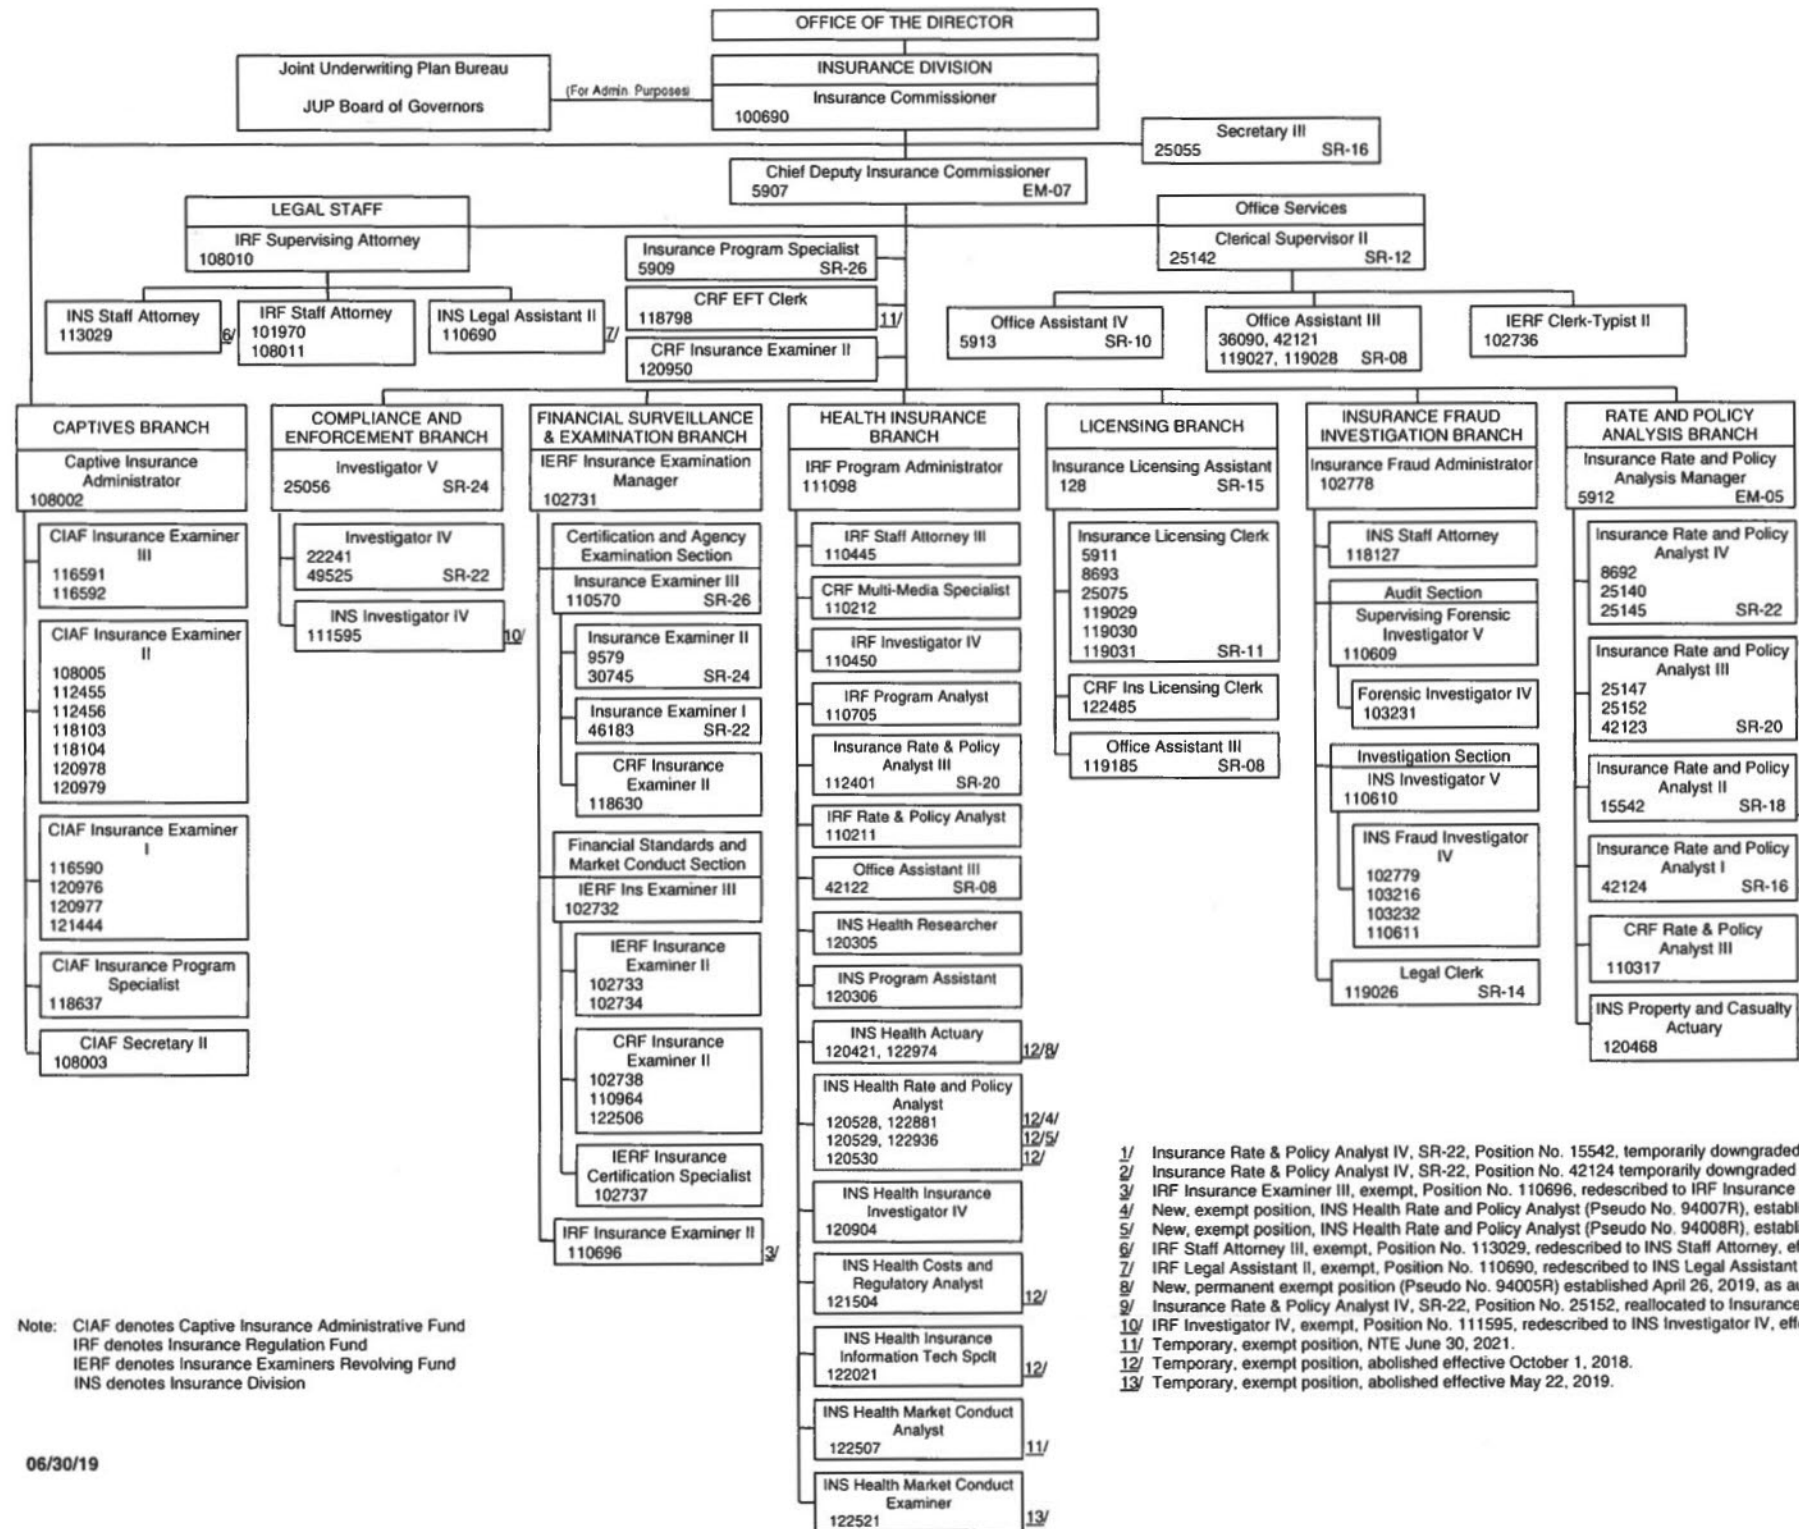 OFFICE OF THE DIRECTOR
Joint Underwriting Plan Bureau
JUP Board of Governors
(For Admin. Purposes)
INSURANCE DIVISION
Insurance Commissioner
100690
Secretary III
25055 SR-16
Chief Deputy Insurance Commissioner
5907 EM-07
LEGAL STAFF
IRF Supervising Attorney
108010
INS Staff Attorney
113029 6/
IRF Staff Attorney
101970
108011
INS Legal Assistant II
110690 7/
Insurance Program Specialist
5909 SR-26
CRF EFT Clerk
118798 11/
CRF Insurance Examiner II
120950
Office Services
Clerical Supervisor II
25142 SR-12
Office Assistant IV
5913 SR-10
Office Assistant III
36090, 42121
119027, 119028 SR-08
IERF Clerk-Typist II
102736
CAPTIVES BRANCH
Captive Insurance
Administrator
108002
CIAF Insurance Examiner
III
116591
116592
CIAF Insurance Examiner
II
108005
112455
112456
118103
118104
120978
120979
CIAF Insurance Examiner
I
116590
120976
120977
121444
CIAF Insurance Program
Specialist
118637
CIAF Secretary II
108003
COMPLIANCE AND
ENFORCEMENT BRANCH
Investigator V
25056 SR-24
Investigator IV
22241
49525 SR-22
INS Investigator IV
111595 10/
FINANCIAL SURVEILLANCE
& EXAMINATION BRANCH
IERF Insurance Examination
Manager
102731
Certification and Agency
Examination Section
Insurance Examiner III
110570 SR-26
Insurance Examiner II
9579
30745 SR-24
Insurance Examiner I
46183 SR-22
CRF Insurance
Examiner II
118630
Financial Standards and
Market Conduct Section
IERF Ins Examiner III
102732
IERF Insurance
Examiner II
102733
102734
CRF Insurance
Examiner II
102738
110964
122506
IERF Insurance
Certification Specialist
102737
IRF Insurance Examiner II
110696 3/
HEALTH INSURANCE
BRANCH
IRF Program Administrator
111098
IRF Staff Attorney III
110445
CRF Multi-Media Specialist
110212
IRF Investigator IV
110450
IRF Program Analyst
110705
Insurance Rate & Policy
Analyst III
112401 SR-20
IRF Rate & Policy Analyst
110211
Office Assistant III
42122 SR-08
INS Health Researcher
120305
INS Program Assistant
120306
INS Health Actuary
120421, 122974 12/8/
INS Health Rate and Policy
Analyst
120528, 122881 12/4/
120529, 122936 12/5/
120530 12/
INS Health Insurance
Investigator IV
120904
INS Health Costs and
Regulatory Analyst
121504 12/
INS Health Insurance
Information Tech Spclt
122021 12/
INS Health Market Conduct
Analyst
122507 11/
INS Health Market Conduct
Examiner
122521 13/
LICENSING BRANCH
Insurance Licensing Assistant
128 SR-15
Insurance Licensing Clerk
5911
8693
25075
119029
119030
119031 SR-11
CRF Ins Licensing Clerk
122485
Office Assistant III
119185 SR-08
INSURANCE FRAUD
INVESTIGATION BRANCH
Insurance Fraud Administrator
102778
INS Staff Attorney
118127
Audit Section
Supervising Forensic
Investigator V
110609
Forensic Investigator IV
103231
Investigation Section
INS Investigator V
110610
INS Fraud Investigator
IV
102779
103216
103232
110611
Legal Clerk
119026 SR-14
RATE AND POLICY
ANALYSIS BRANCH
Insurance Rate and Policy
Analysis Manager
5912 EM-05
Insurance Rate and Policy
Analyst IV
8692
25140
25145 SR-22
Insurance Rate and Policy
Analyst III
25147
25152
42123 SR-20
Insurance Rate and Policy
Analyst II
15542 SR-18
Insurance Rate and Policy
Analyst I
42124 SR-16
CRF Rate & Policy
Analyst III
110317
INS Property and Casualty
Actuary
120468
1/ Insurance Rate & Policy Analyst IV, SR-22, Position No. 15542, temporarily downgraded
2/ Insurance Rate & Policy Analyst IV, SR-22, Position No. 42124 temporarily downgraded
3/ IRF Insurance Examiner III, exempt, Position No. 110696, redescribed to IRF Insurance
4/ New, exempt position, INS Health Rate and Policy Analyst (Pseudo No. 94007R), establi
5/ New, exempt position, INS Health Rate and Policy Analyst (Pseudo No. 94008R), establi
6/ IRF Staff Attorney III, exempt, Position No. 113029, redescribed to INS Staff Attorney, ef
7/ IRF Legal Assistant II, exempt, Position No. 110690, redescribed to INS Legal Assistant
8/ New, permanent exempt position (Pseudo No. 94005R) established April 26, 2019, as au
9/ Insurance Rate & Policy Analyst IV, SR-22, Position No. 25152, reallocated to Insurance
10/ IRF Investigator IV, exempt, Position No. 111595, redescribed to INS Investigator IV, effe
11/ Temporary, exempt position, NTE June 30, 2021.
12/ Temporary, exempt position, abolished effective October 1, 2018.
13/ Temporary, exempt position, abolished effective May 22, 2019.
Note: CIAF denotes Captive Insurance Administrative Fund
IRF denotes Insurance Regulation Fund
IERF denotes Insurance Examiners Revolving Fund
INS denotes Insurance Division
06/30/19